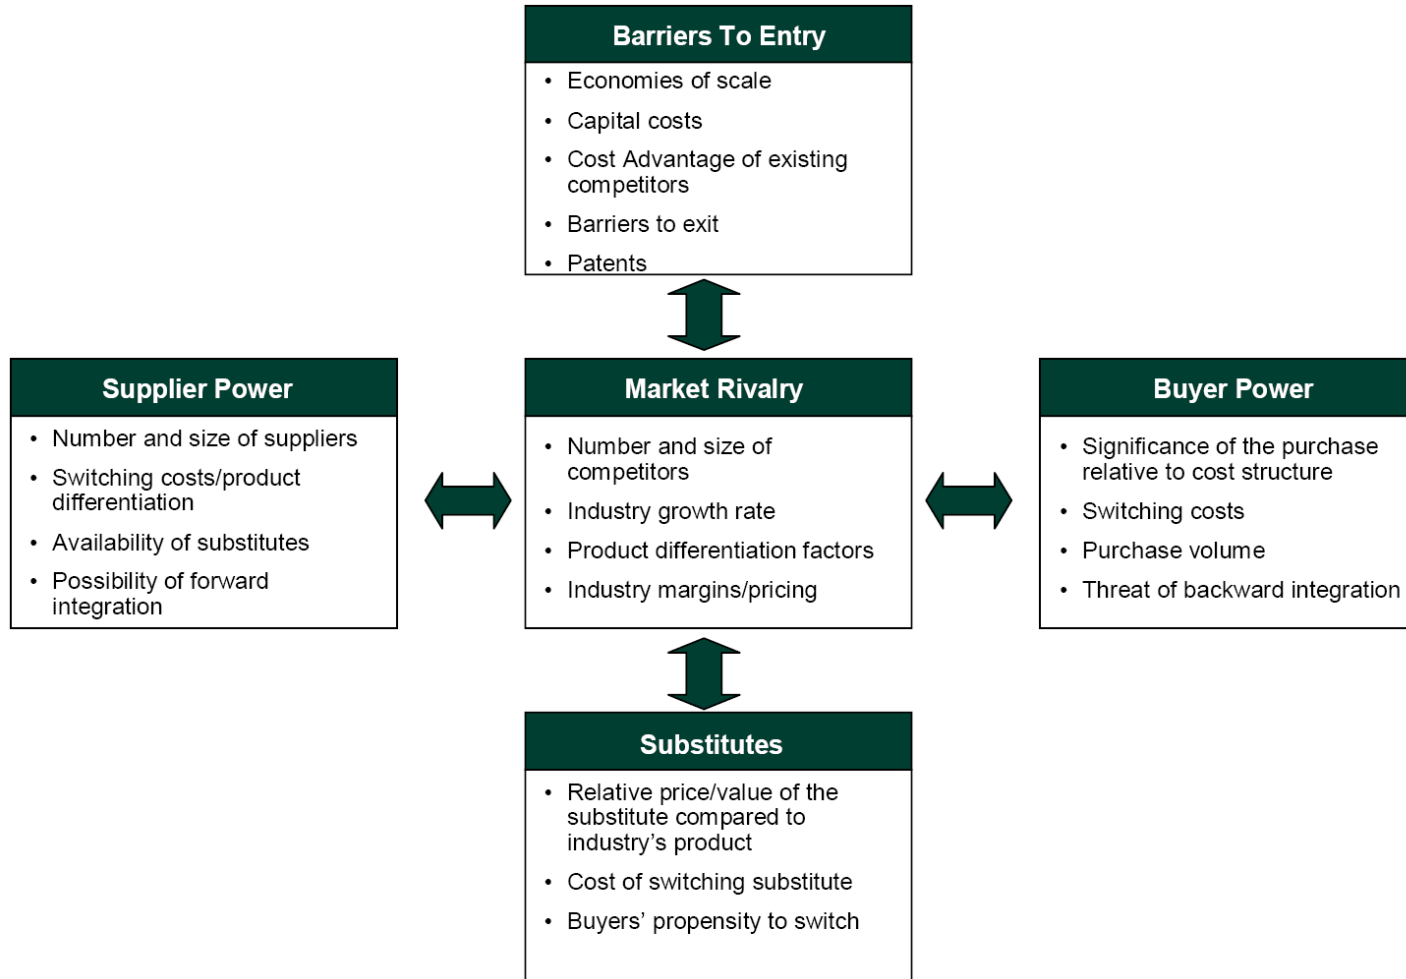 Barriers To Entry
• Economies of scale
• Capital costs
• Cost Advantage of existing
competitors
• Barriers to exit
• Patents
Supplier Power
• Number and size of suppliers
• Switching costs/product
differentiation
• Availability of substitutes
• Possibility of forward
integration
Market Rivalry
• Number and size of
competitors
• Industry growth rate
• Product differentiation factors
• Industry margins/pricing
Buyer Power
• Significance of the purchase
relative to cost structure
• Switching costs
• Purchase volume
• Threat of backward integration
Substitutes
• Relative price/value of the
substitute compared to
industry’s product
• Cost of switching substitute
• Buyers’ propensity to switch